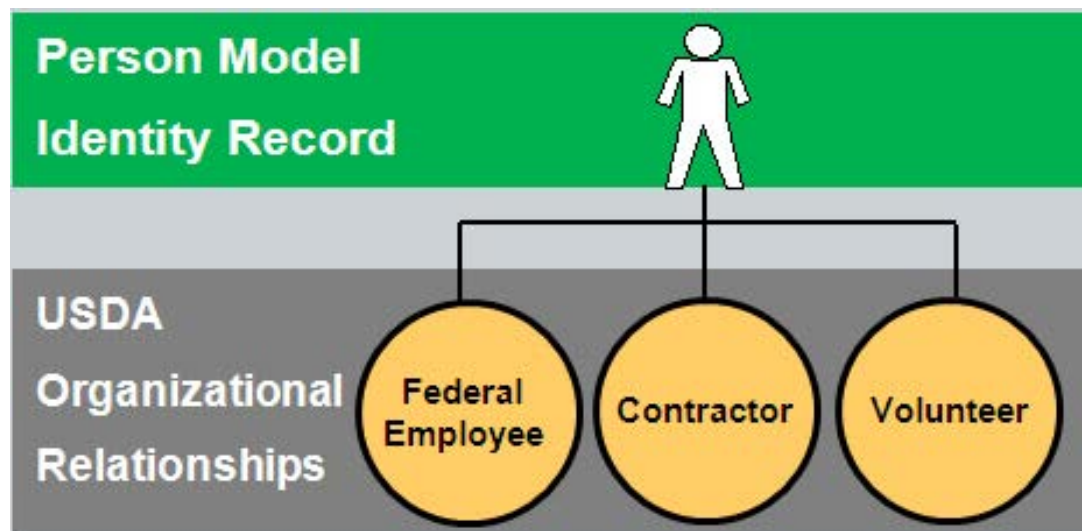 Person Model
Identity Record
USDA
Organizational
Relationships
Federal
Employee
Contractor
Volunteer